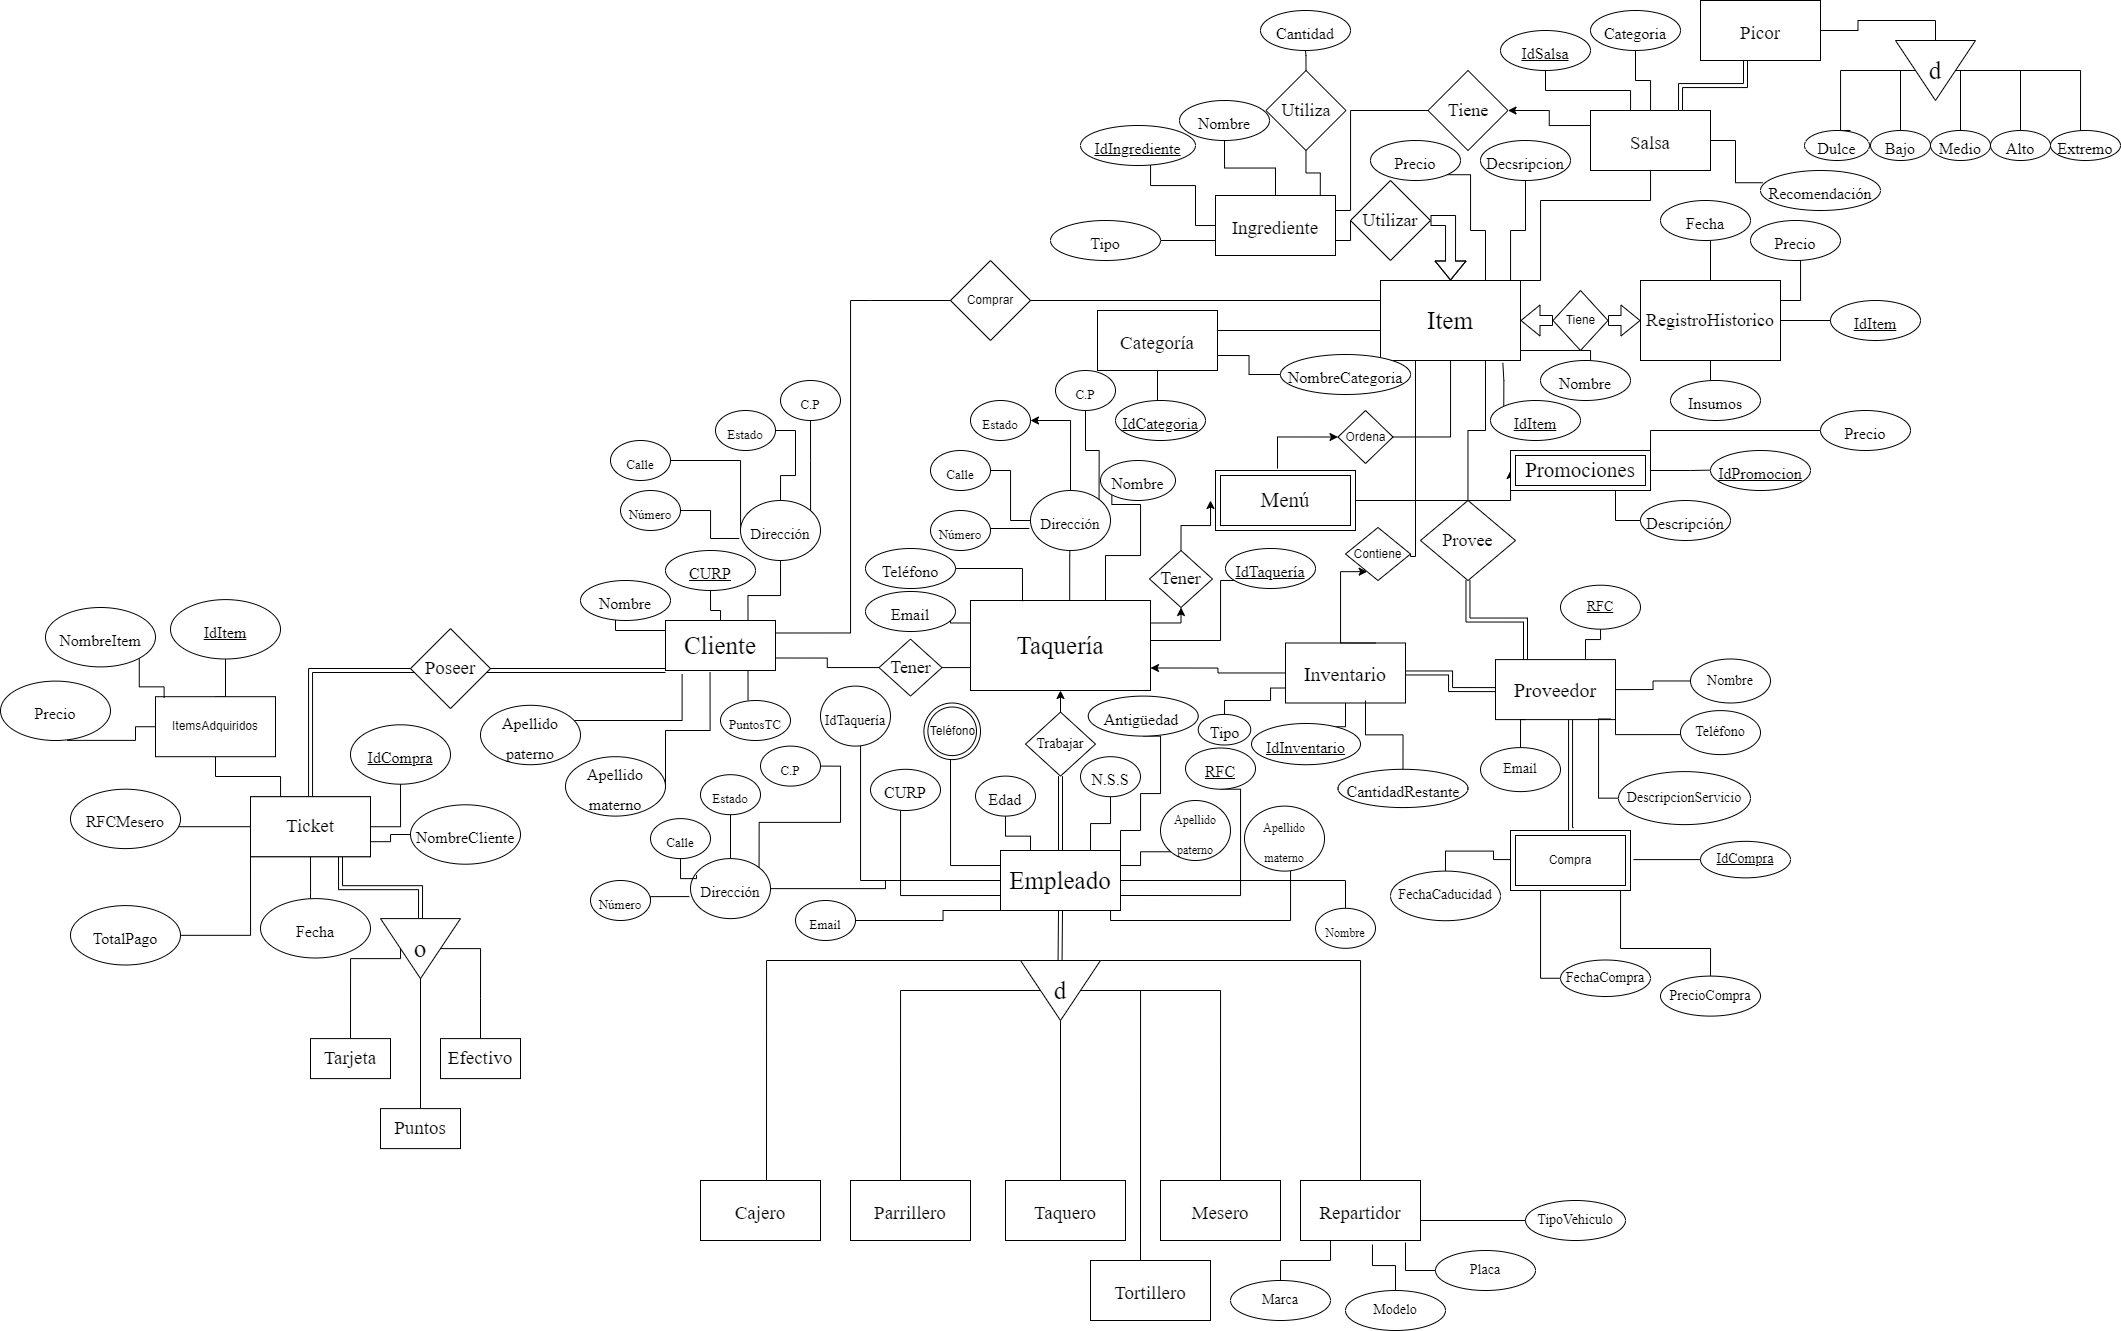 Picor
Cantidad
IdSalsa
Categoria
d
Utiliza
Tiene
Nombre
IdIngrediente
Salsa
Dulce
Bajo
Medio
Alto
Extremo
Precio
Decsripcion
Recomendación
Ingrediente
Utilizar
Tipo
Fecha
Precio
Comprar
Item
Tiene
RegistroHistorico
IdItem
Categoría
NombreCategoria
Nombre
Insumos
C.P
C.P
Estado
IdCategoria
IdItem
Estado
Ordena
Precio
Calle
Calle
Nombre
Menú
Promociones
IdPromocion
Número
Dirección
Número
Dirección
Descripción
Provee
Contiene
CURP
Teléfono
Tener
IdTaquería
Nombre
Email
RFC
NombreItem
IdItem
Cliente
Taquería
Poseer
Tener
Inventario
Proveedor
Nombre
Precio
ItemsAdquiridos
Apellido
paterno
PuntosTC
IdTaquería
Teléfono
Trabajar
Antigüedad
Tipo
IdInventario
Teléfono
IdCompra
Apellido
materno
C.P
RFC
Email
CURP
Edad
N.S.S
CantidadRestante
DescripcionServicio
Estado
RFCMesero
Ticket
NombreCliente
Calle
Apellido
paterno
Apellido
materno
Compra
IdCompra
Número
Dirección
Empleado
FechaCaducidad
TotalPago
Fecha
o
Email
Nombre
FechaCompra
PrecioCompra
d
Tarjeta
Efectivo
Puntos
Cajero
Parrillero
Taquero
Mesero
Repartidor
TipoVehiculo
Tortillero
Marca
Modelo
Placa